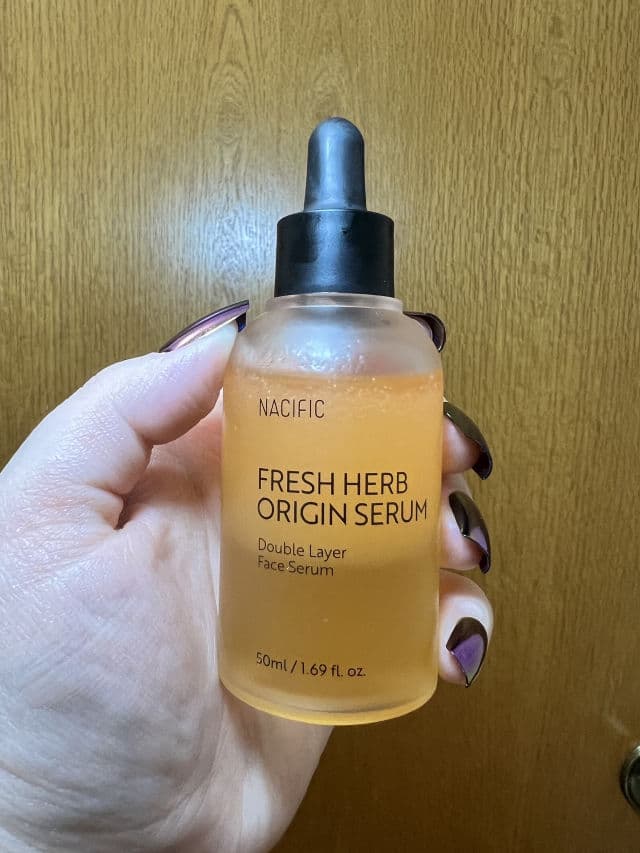 NACIFIC
FRESH HERB
ORIGIN SERUM
Double Layer
Face Serum
50ml / 1.69 fl. oz.